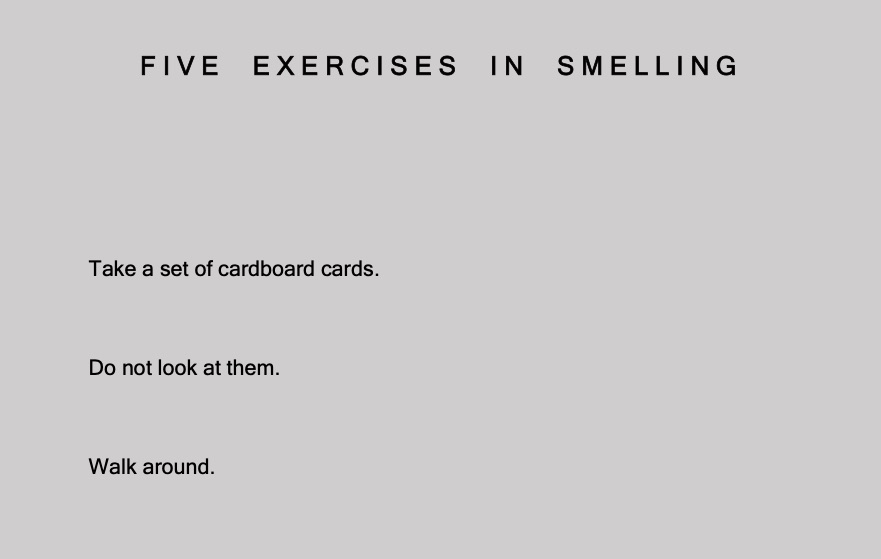 FIVE EXERCISES IN SMELLING
Take a set of cardboard cards.
Do not look at them.
Walk around.